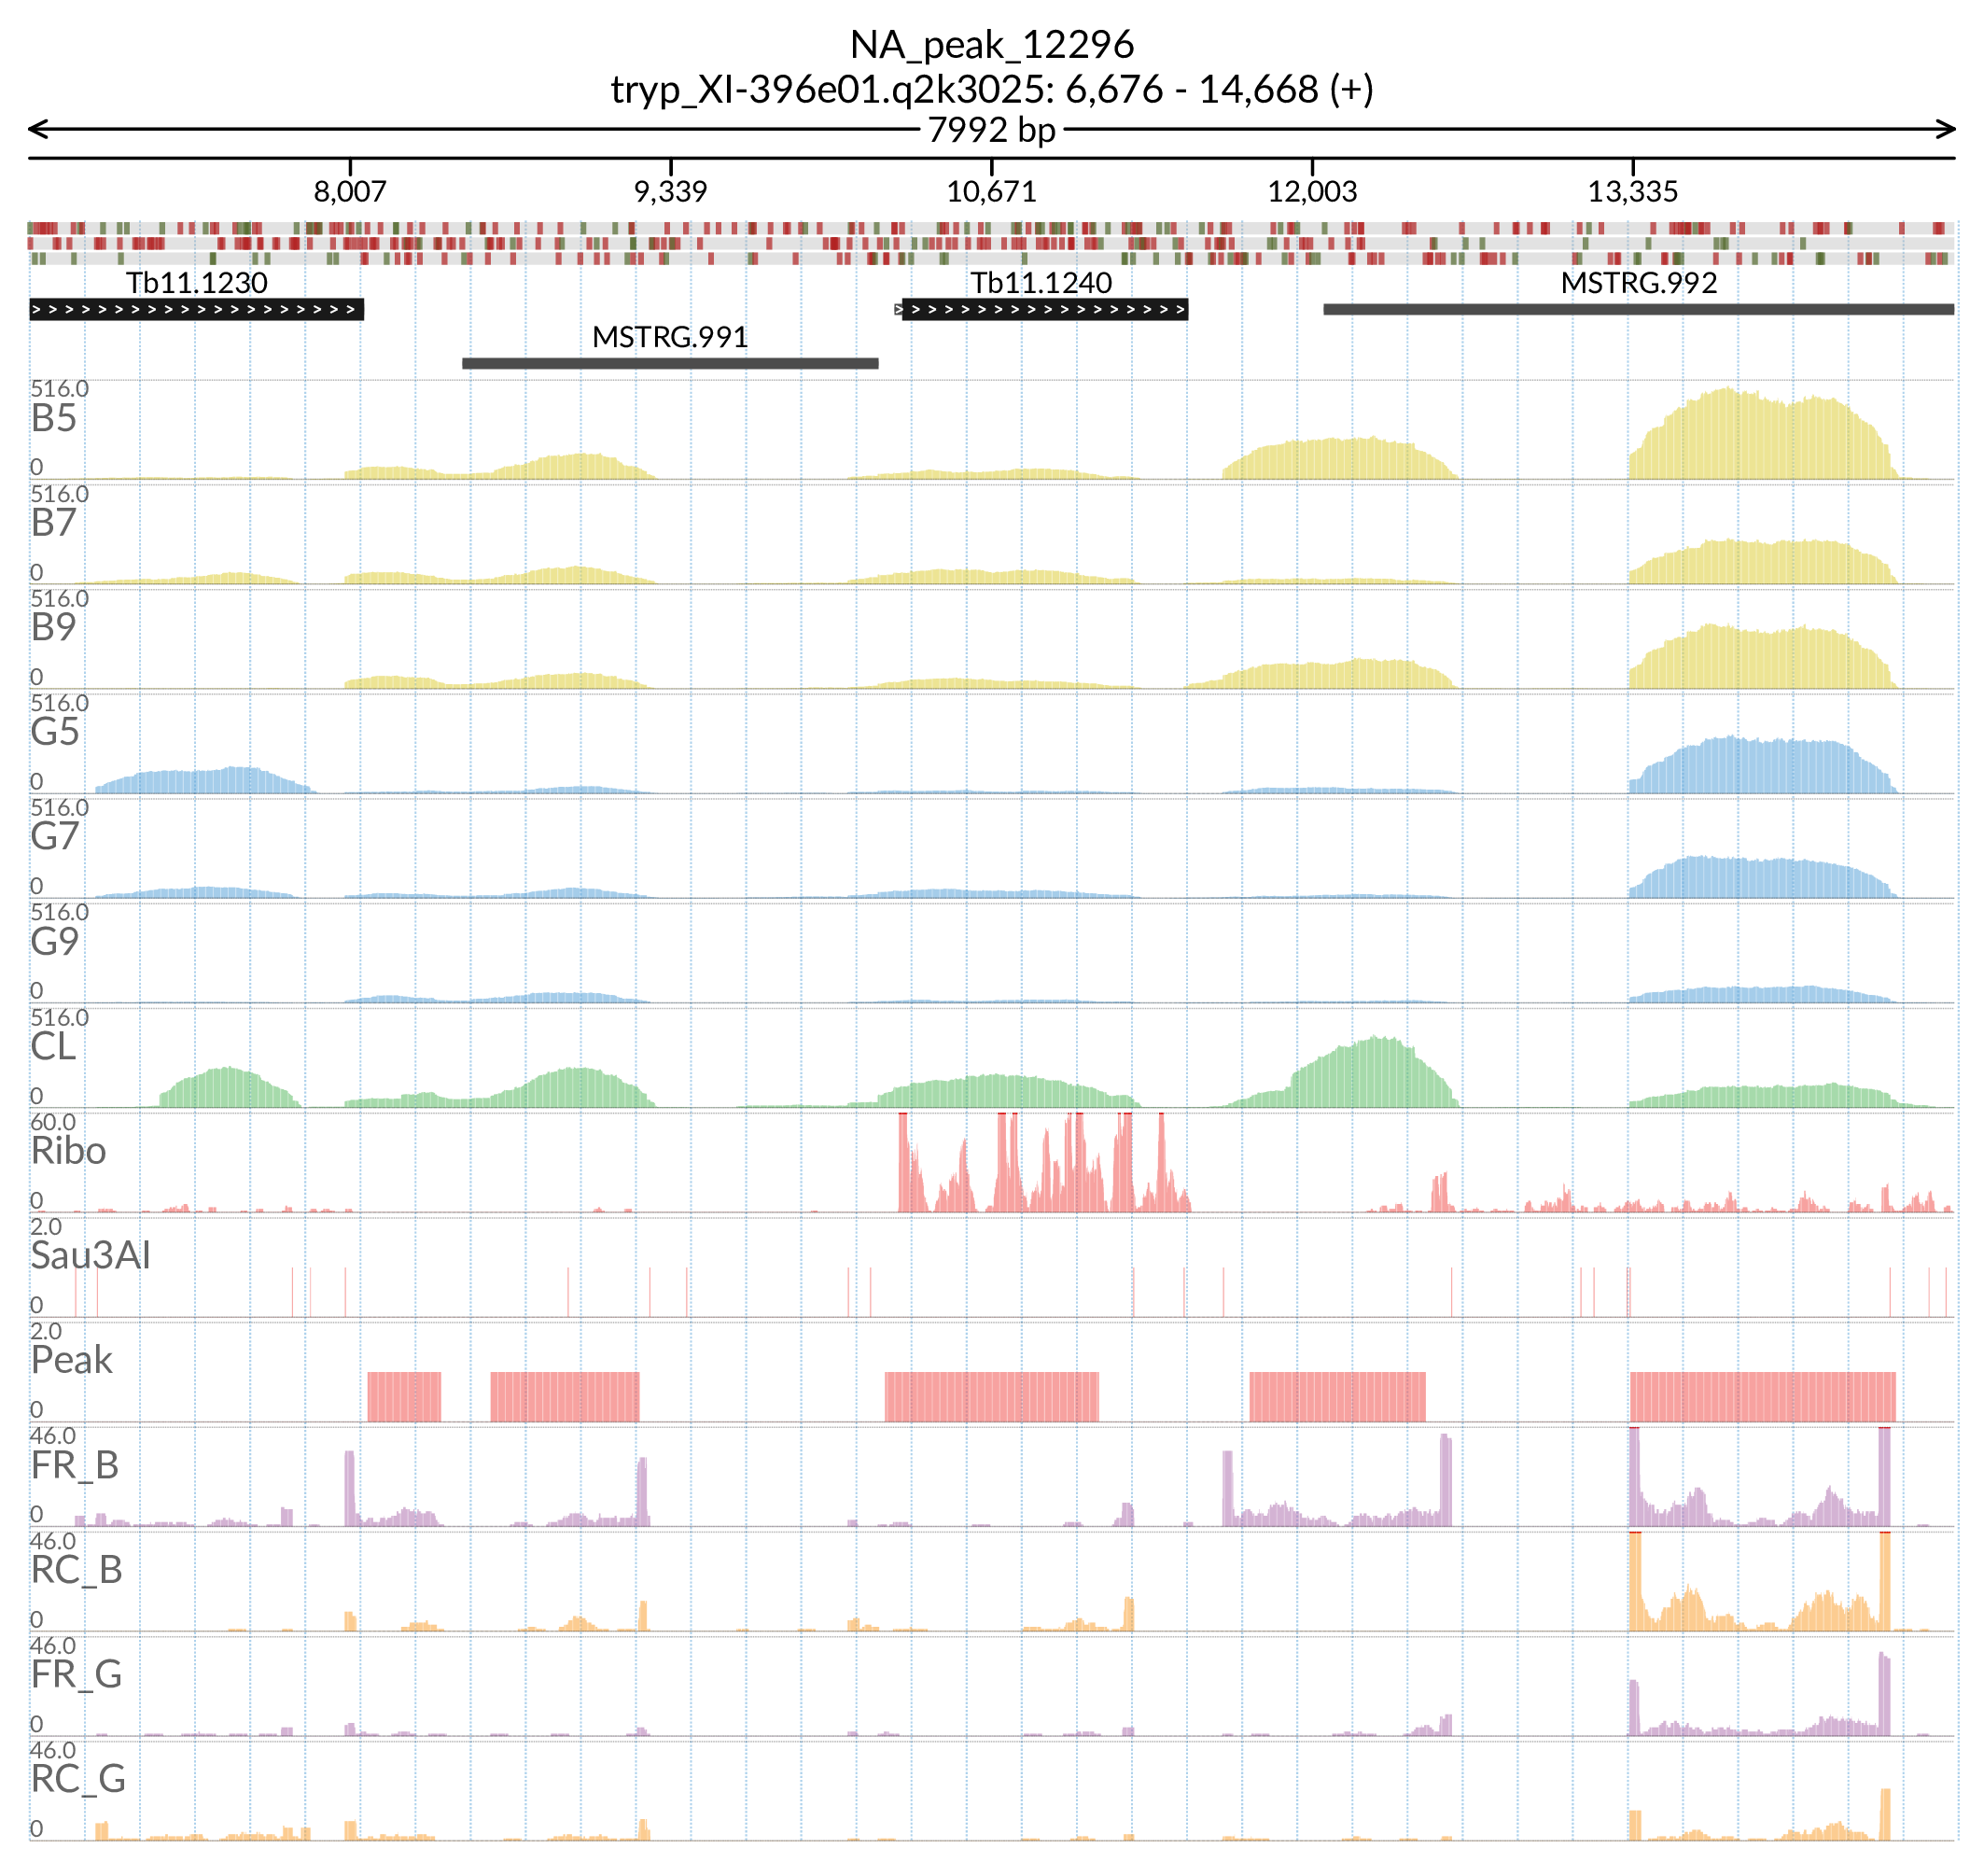 NA_peak_12296
tryp_XI-396e01.q2k3025: 6,676 - 14,668 (+)
7992 bp
8,007 9,339 10,671 12,003 13,335
Tb11.1230 Tb11.1240 MSTRG.992
MSTRG.991
516.0
B5
0
516.0
B7
0
516.0
B9
0
516.0
G5
0
516.0
G7
0
516.0
G9
0
516.0
CL
0
60.0
Ribo
0
2.0
Sau3AI
0
2.0
Peak
0
46.0
FR_B
0
46.0
RC_B
0
46.0
FR_G
0
46.0
RC_G
0